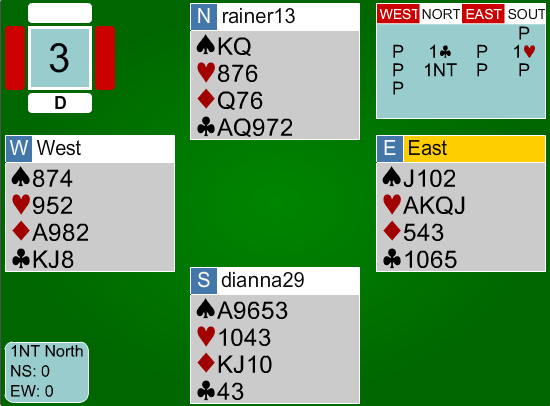 3
D
N rainer13
♠KQ
♥876
♦Q76
♣AQ972
WEST NORT EAST SOUT
P
P 1♣ P 1♥
P 1NT P P
P
W West
♠874
♥952
♦A982
♣KJ8
E East
♠J102
♥AKQJ
♦543
♣1065
S dianna29
♠A9653
♥1043
♦KJ10
♣43
1NT North
NS: 0
EW: 0